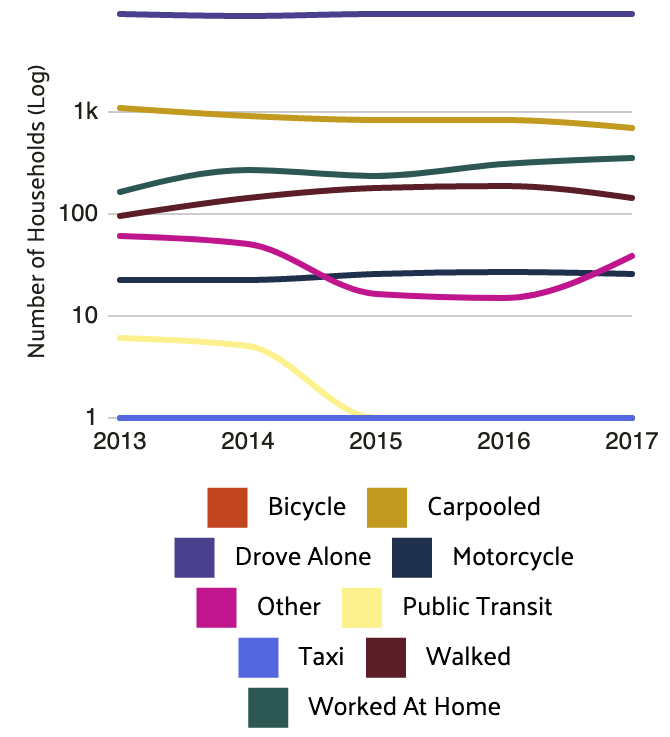 Number of Households (Log)
1k
100
10
1
2013 2014 2015 2016 2017
Bicycle Carpooled
Drove Alone Motorcycle
Other Public Transit
Taxi Walked
Worked At Home